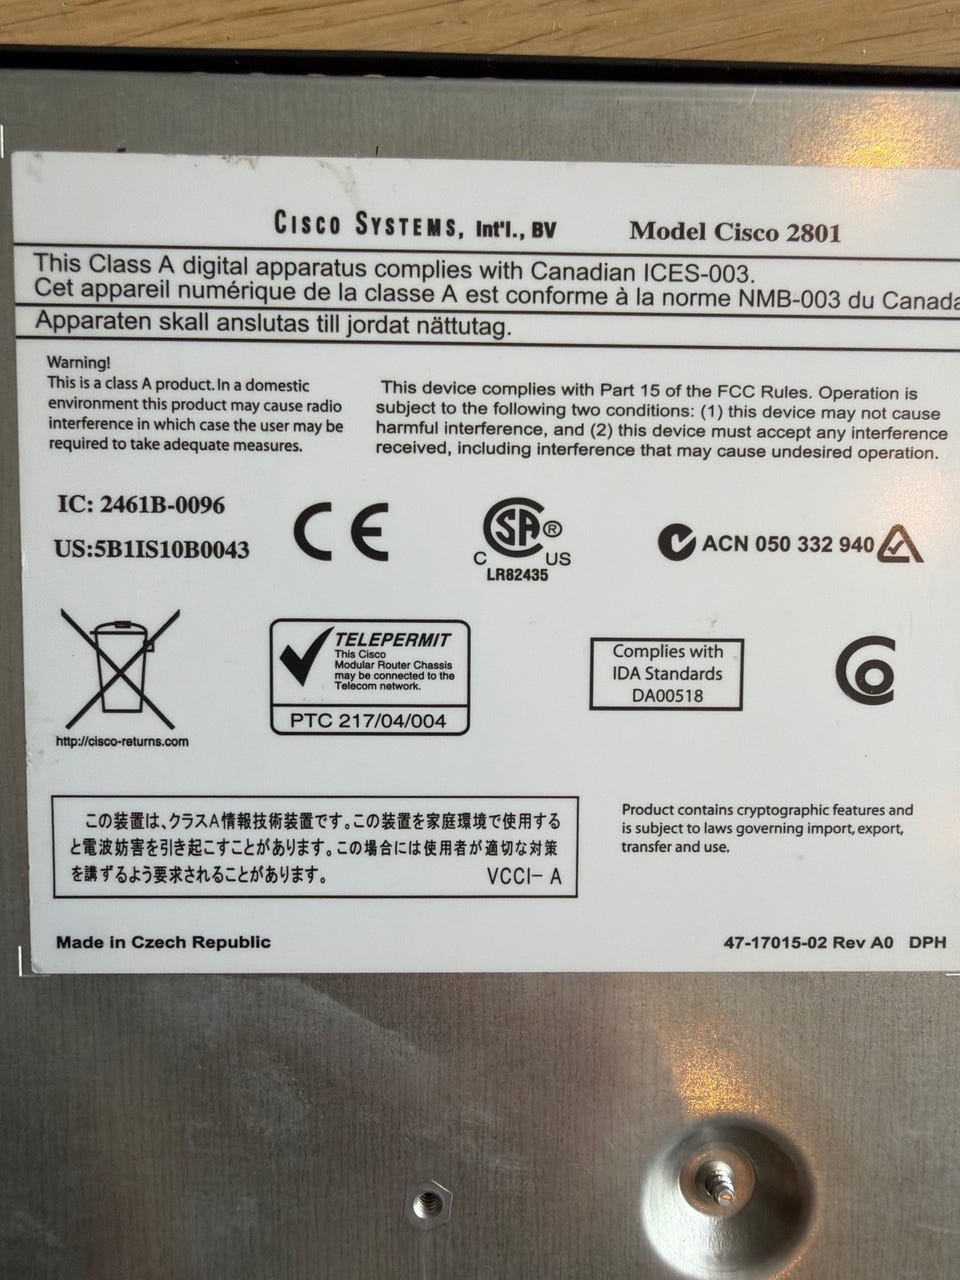 CISCO SYSTEMS, Int'l., BV Model Cisco 2801
This Class A digital apparatus complies with Canadian ICES-003.
Cet appareil numérique de la classe A est conforme à la norme NMB-003 du Canada
Apparaten skall anslutas till jordat nättutag.
Warning!
This is a class A product. In a domestic
environment this product may cause radio
interference in which case the user may be
required to take adequate measures.
This device complies with Part 15 of the FCC Rules. Operation is
subject to the following two conditions: (1) this device may not cause
harmful interference, and (2) this device must accept any interference
received, including interference that may cause undesired operation.
IC: 2461B-0096
US:5B1IS10B0043
CE
SA®
C US
LR82435
ACN 050 332 940
http://cisco-returns.com
TELEPERMIT
This Cisco
Modular Router Chassis
may be connected to the
Telecom network.
PTC 217/04/004
Complies with
IDA Standards
DA00518
この装置は、クラスA情報技術装置です。この装置を家庭環境で使用する
と電波妨害を引き起こすことがあります。この場合には使用者が適切な対策
を講ずるよう要求されることがあります。 VCCI-A
Product contains cryptographic features and
is subject to laws governing import, export,
transfer and use.
Made in Czech Republic
47-17015-02 Rev A0 DPH